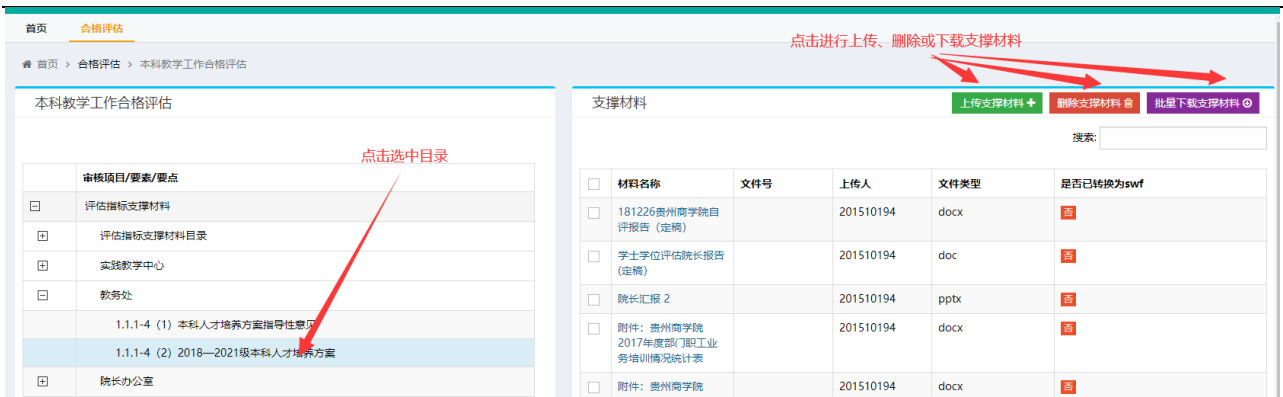 首页 合格评估
点击进行上传、删除或下载支撑材料
首页 > 合格评估 > 本科教学工作合格评估
本科教学工作合格评估
支撑材料
上传支撑材料
删除支撑材料
批量下载支撑材料
搜索:
点击选中目录
审核项目/要素/要点
评估指标支撑材料
评估指标支撑材料目录
实践教学中心
教务处
1.1.1-4（1）本科人才培养方案指导性意见
1.1.1-4（2）2018—2021级本科人才培养方案
院长办公室
材料名称 文件号 上传人 文件类型 是否已转换为swf
181226贵州商学院自 201510194 docx 否
评报告（定稿）
学士学位评估院长报告 201510194 doc 否
(定稿)
院长汇报 2 201510194 pptx 否
附件：贵州商学院 201510194 docx 否
2017年度部门职工业
务培训情况统计表
附件：贵州商学院 201510194 docx 否